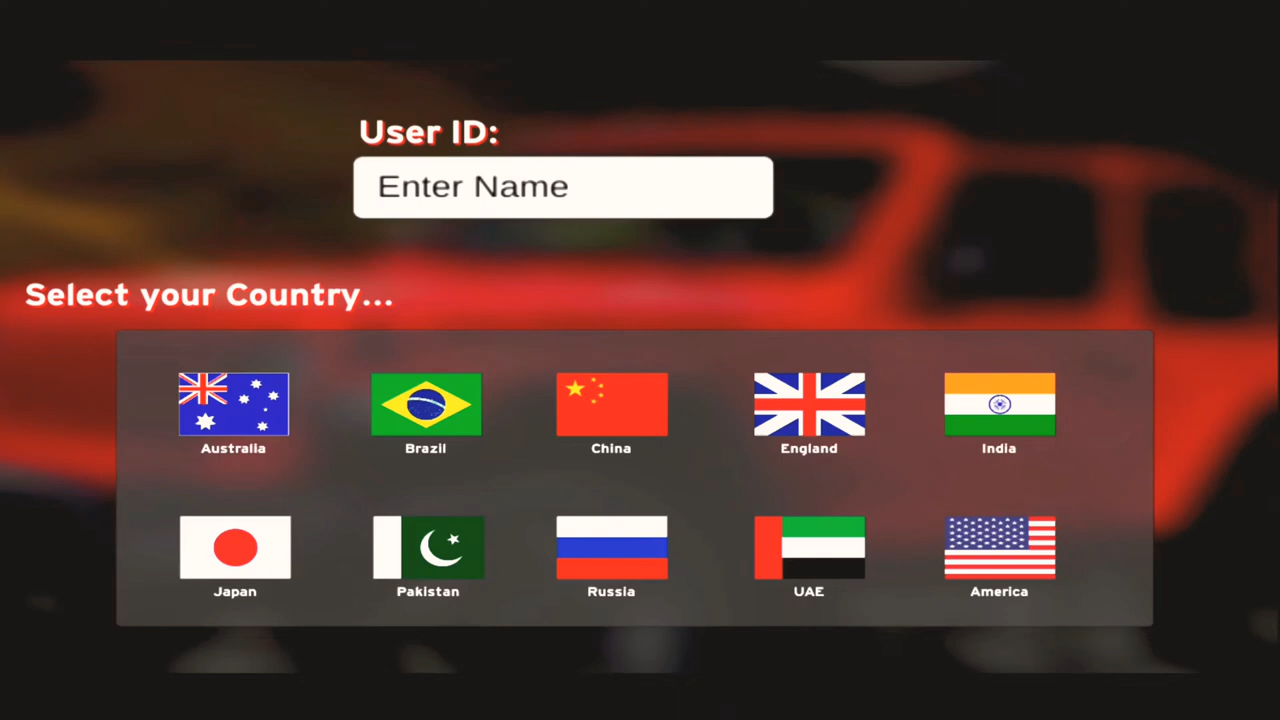 User ID:
Enter Name
Select your Country...
Australia
Brazil
China
England
India
Japan
Pakistan
Russia
UAE
America